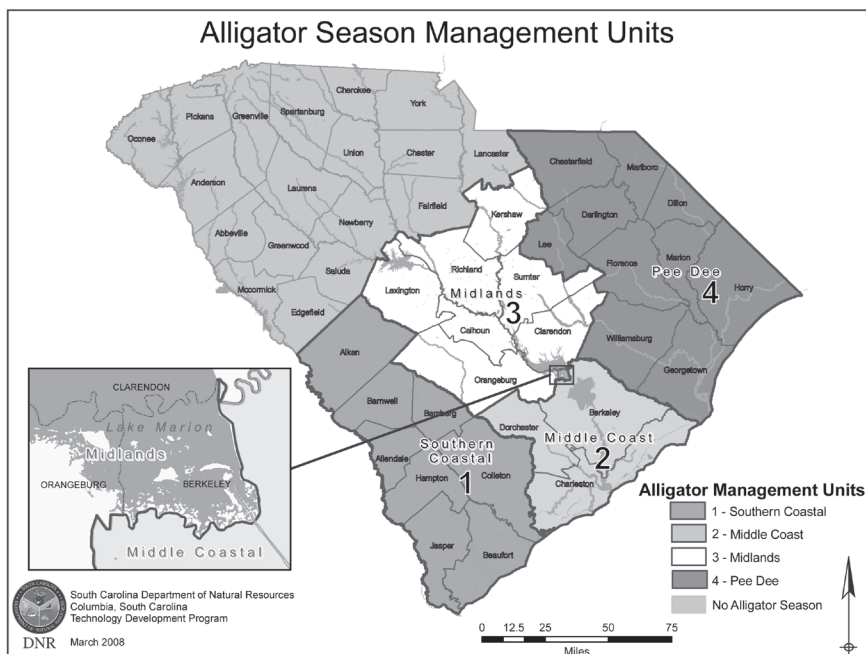 Alligator Season Management Units
Cherokee
York
Spartanburg
Greenville
Pickens
Oconee
Union
Chester
Lancaster
Chesterfield
Marlboro
Dillon
Anderson
Laurens
Fairfield
Kershaw
Darlington
Newberry
Lee
Abbeville
Greenwood
Florence
Marion
Saluda
Richland
Sumter
Pee Dee
4
Horry
Mccormick
Lexington
Midlands
3
Edgefield
Calhoun
Clarendon
Williamsburg
Aiken
Georgetown
Orangeburg
Barnwell
Bamberg
Berkeley
Dorchester
Southern
Coastal
1
Middle Coast
2
Allendale
Hampton
Colleton
Charleston
Jasper
Beaufort
CLARENDON
Lake Marion
Midlands
ORANGEBURG
BERKELEY
Middle Coastal
Alligator Management Units
1 - Southern Coastal
2 - Middle Coast
3 - Midlands
4 - Pee Dee
No Alligator Season
DNR
South Carolina Department of Natural Resources
Columbia, South Carolina
Technology Development Program
March 2008
0 12.5 25 50 75
Miles